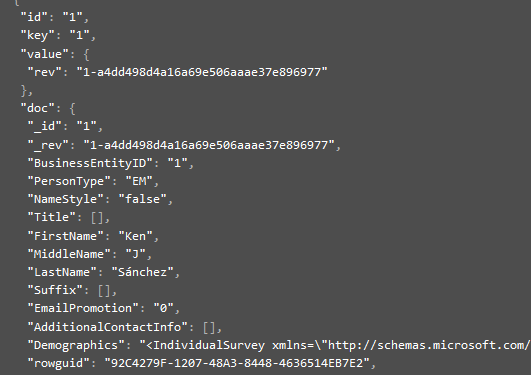 {
"id": "1",
"key": "1",
"value": {
"rev": "1-a4dd498d4a16a69e506aaae37e896977"
},
"doc": {
"_id": "1",
"_rev": "1-a4dd498d4a16a69e506aaae37e896977",
"BusinessEntityID": "1",
"PersonType": "EM",
"NameStyle": "false",
"Title": [],
"FirstName": "Ken",
"MiddleName": "J",
"LastName": "Sánchez",
"Suffix": [],
"EmailPromotion": "0",
"AdditionalContactInfo": [],
"Demographics": "<IndividualSurvey xmlns=\"http://schemas.microsoft.com/
"rowguid": "92C4279F-1207-48A3-8448-4636514EB7E2",